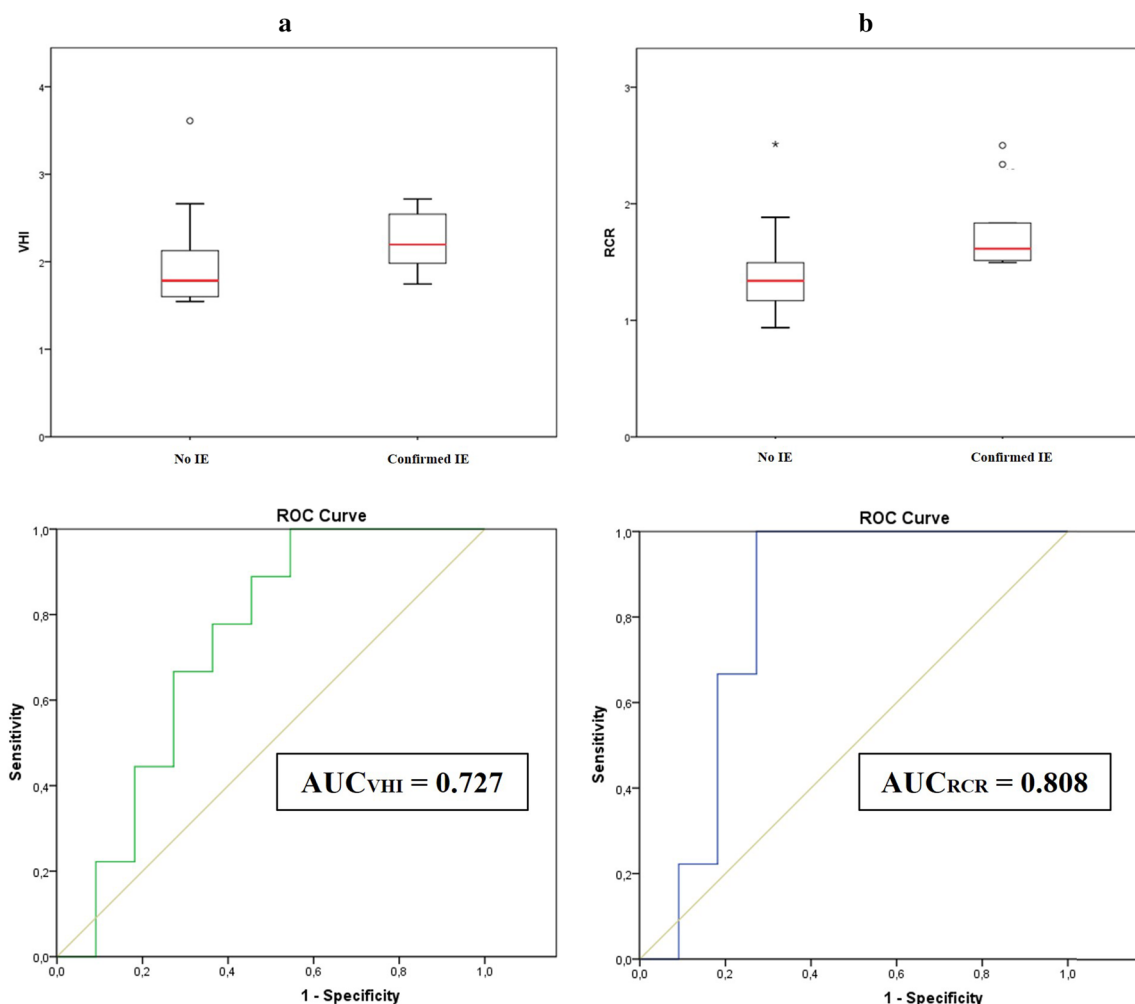 a
4
3
2
1
0
VHI
No IE
Confirmed IE
b
3
2
1
0
RCR
No IE
Confirmed IE
ROC Curve
1,0
0,8
0,6
0,4
0,2
0,0
Sensitivity
AUCVHI = 0.727
0,0 0,2 0,4 0,6 0,8 1,0
1 - Specificity
ROC Curve
1,0
0,8
0,6
0,4
0,2
0,0
Sensitivity
AUCRCR = 0.808
0,0 0,2 0,4 0,6 0,8 1,0
1 - Specificity